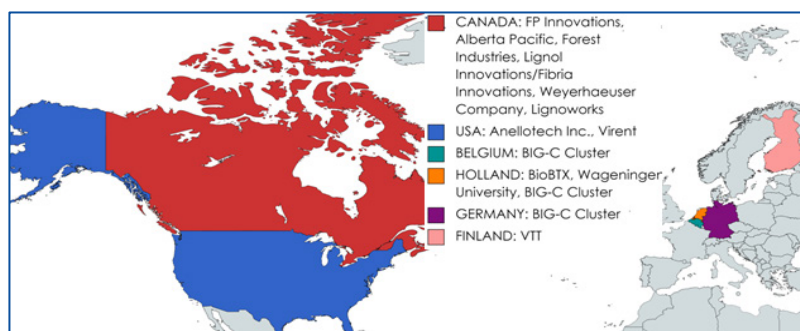 CANADA: FP Innovations,
Alberta Pacific, Forest
Industries, Lignol
Innovations/Fibria
Innovations, Weyerhaeuser
Company, Lignoworks
USA: Anellotech Inc., Virent
BELGIUM: BIG-C Cluster
HOLLAND: BioBTX, Wageninger
University, BIG-C Cluster
GERMANY: BIG-C Cluster
FINLAND: VTT